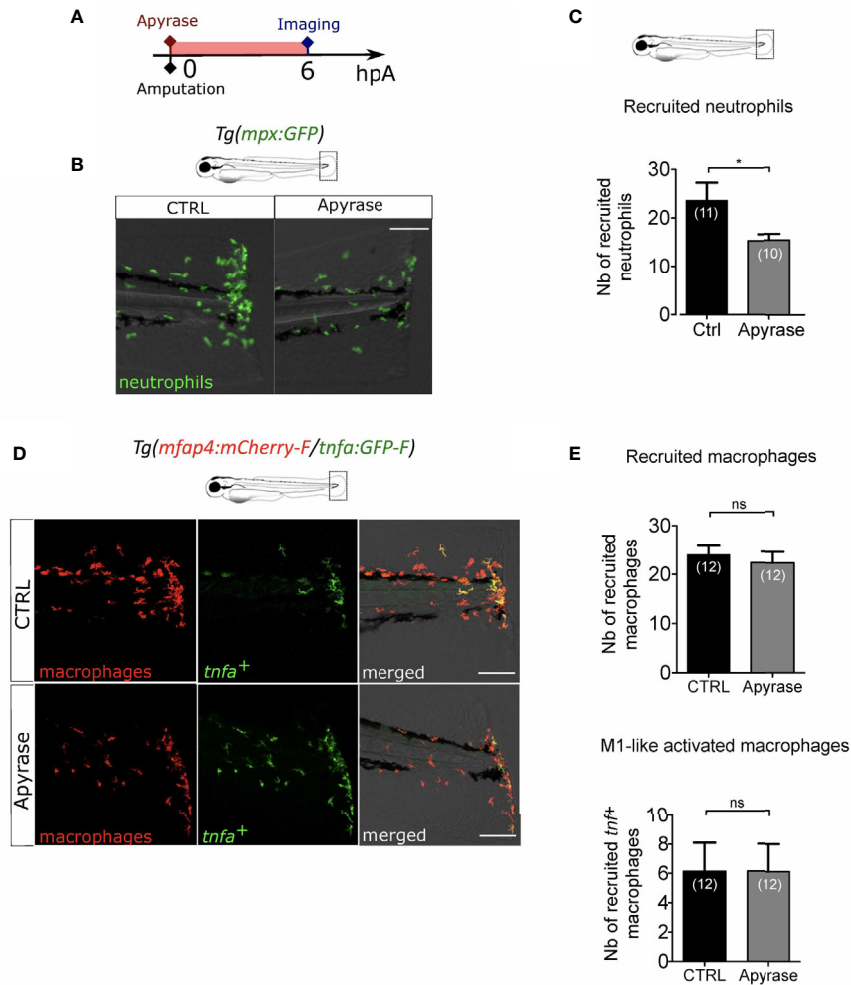 A
Apyrase
Imaging
0
6
hpA
Amputation
B
Tg(mpx:GFP)
CTRL
Apyrase
neutrophils
C
Recruited neutrophils
Nb of recruited
neutrophils
30
20
10
0
*
(11)
(10)
Ctrl
Apyrase
D
Tg(mfap4:mCherry-F/tnfa:GFP-F)
CTRL
macrophages
tnfa+
merged
Apyrase
macrophages
tnfa+
merged
E
Recruited macrophages
Nb of recruited
macrophages
30
20
10
0
ns
(12)
(12)
CTRL
Apyrase
M1-like activated macrophages
Nb of recruited tnf+
macrophages
10
8
6
4
2
0
ns
(12)
(12)
CTRL
Apyrase